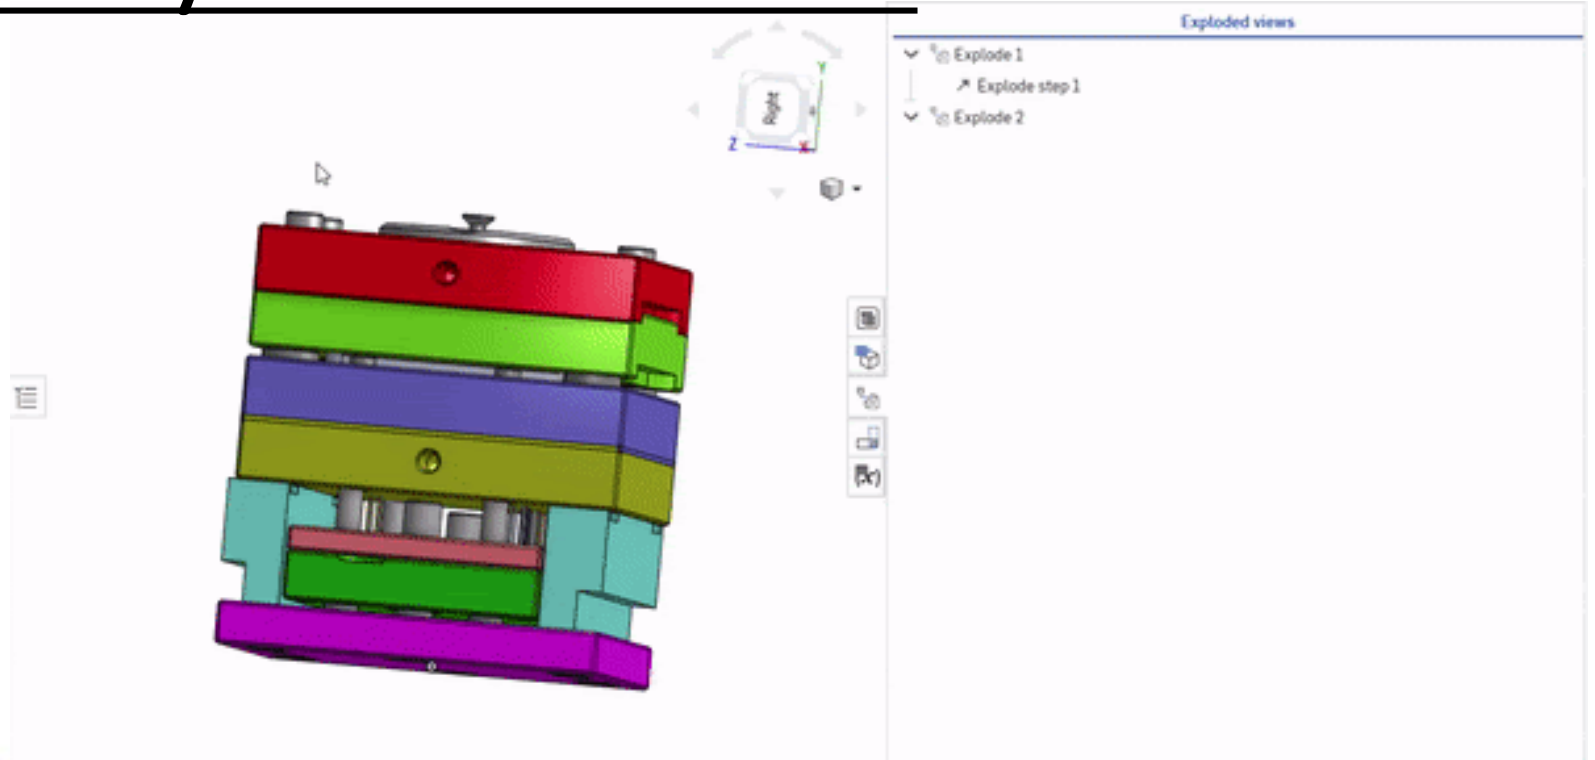 Exploded views
Explode 1
Explode step 1
Explode 2
Y
Right
Z
X
(x)